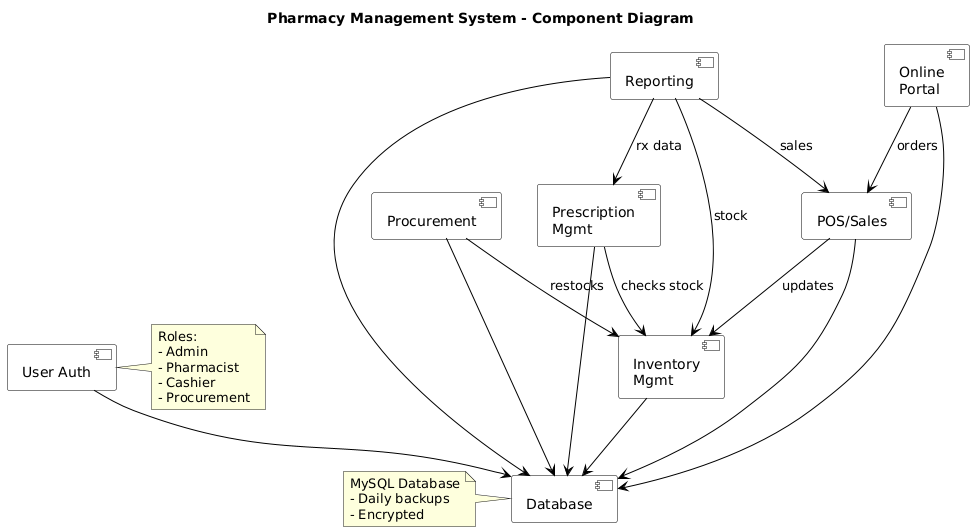 Pharmacy Management System - Component Diagram
Reporting
Online
Portal
rx data
sales
orders
Procurement
Prescription
Mgmt
POS/Sales
stock
restocks
checks stock
updates
User Auth
Roles:
- Admin
- Pharmacist
- Cashier
- Procurement
Inventory
Mgmt
MySQL Database
- Daily backups
- Encrypted
Database